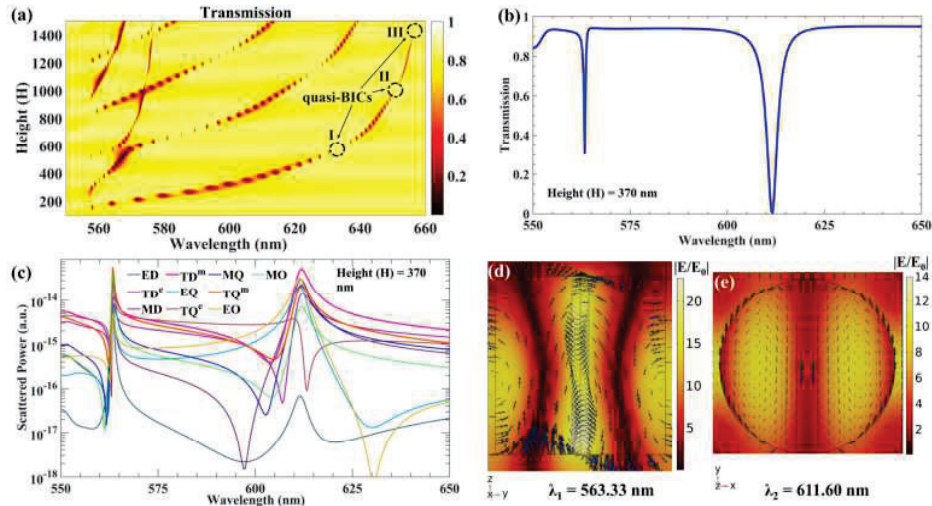 (a)
Transmission
Height (H)
1400
1200
1000
800
600
400
200
III
II
quasi-BICs
I
560
580
600
620
640
660
Wavelength (nm)
1
0.8
0.6
0.4
0.2
(b)
Transmission
1
0.8
0.6
0.4
0.2
0
Height (H) = 370 nm
550
575
600
625
650
Wavelength (nm)
(c)
ED TDᵐ MQ MO
TDᵉ EQ TQᵐ
MD TQᵉ EO
Height (H) = 370
nm
Scattered Power (a.u.)
10⁻¹⁴
10⁻¹⁵
10⁻¹⁶
10⁻¹⁷
10⁻¹⁸
550
575
600
625
650
Wavelength (nm)
(d)
|E/E₀|
20
15
10
5
z
x-y
λ₁ = 563.33 nm
(e)
|E/E₀|
14
12
10
8
6
4
2
y
z-x
λ₂ = 611.60 nm